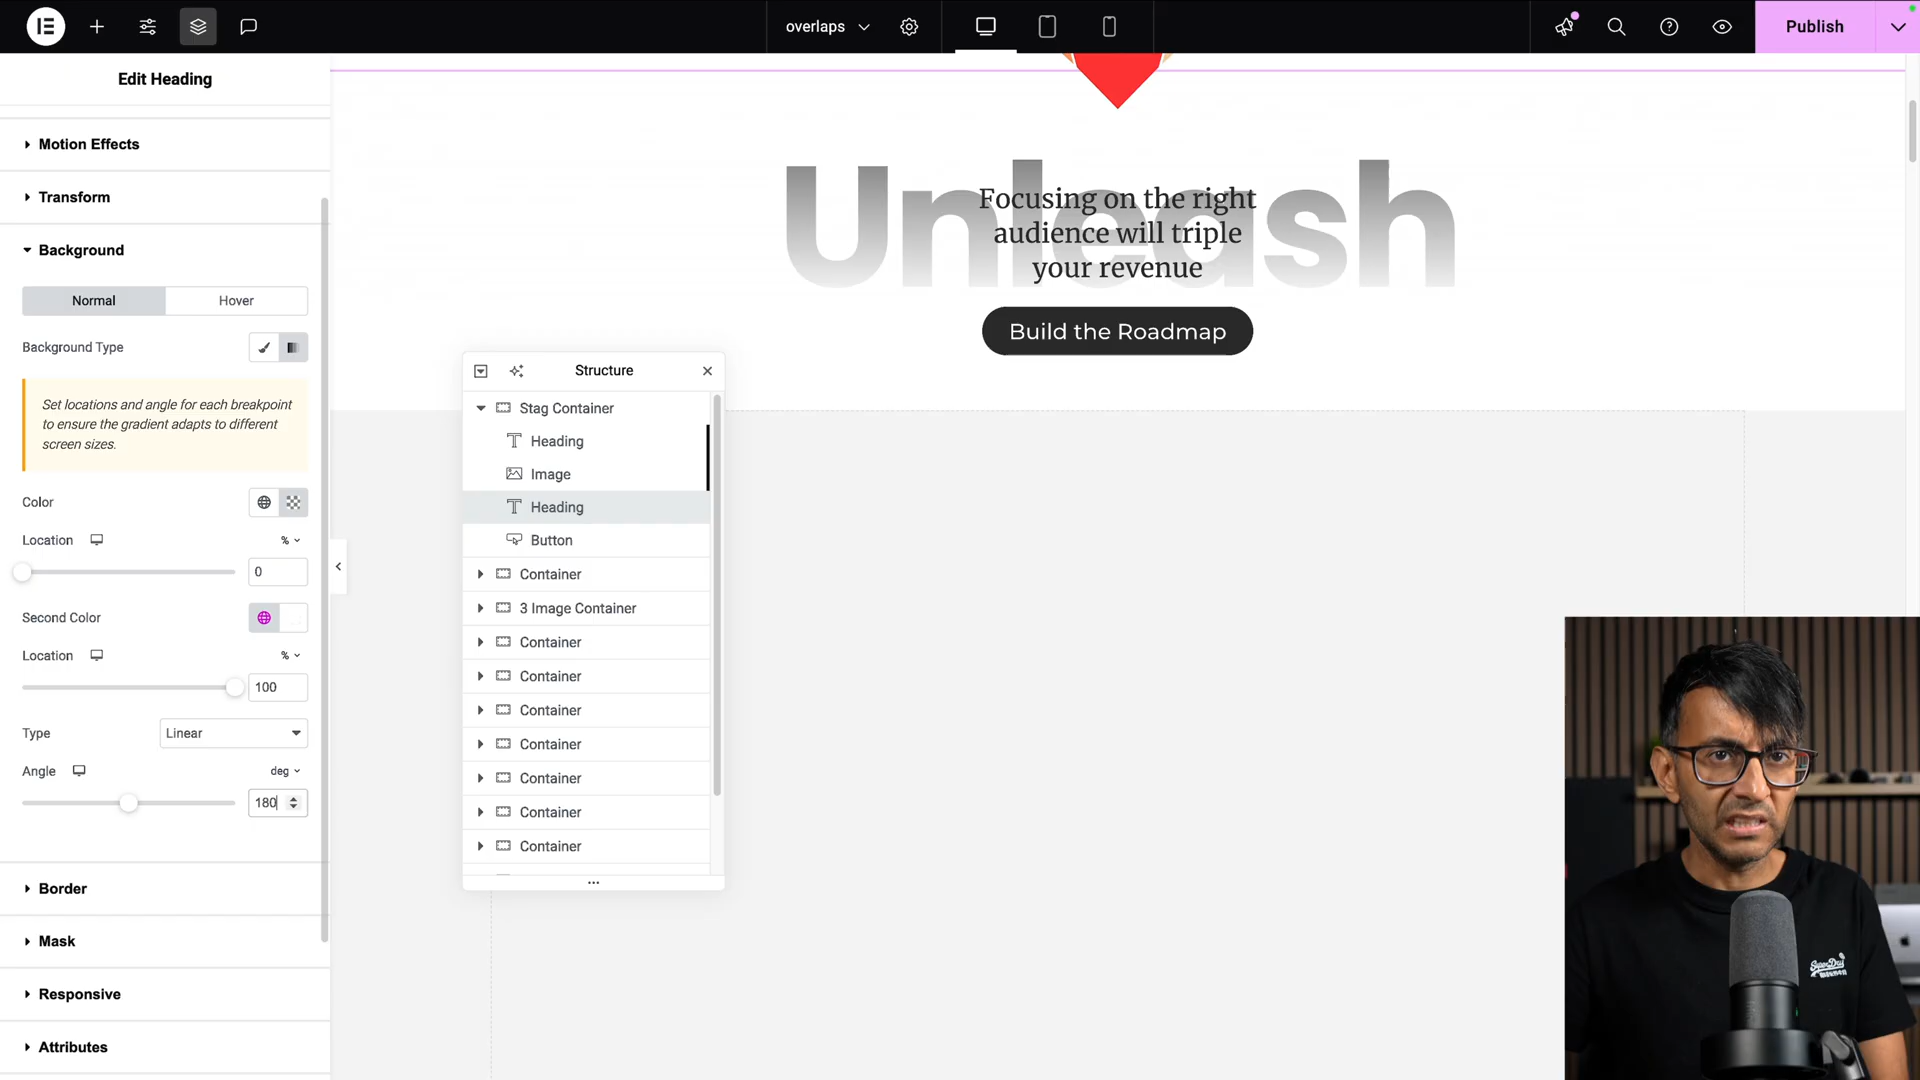 overlaps
Publish
Edit Heading
Motion Effects
Transform
Background
Normal
Hover
Background Type
Set locations and angle for each breakpoint
to ensure the gradient adapts to different
screen sizes.
Color
Location
%
0
Second Color
Location
%
100
Type
Linear
Angle
deg
180
Border
Mask
Responsive
Attributes
Unleash
Focusing on the right
audience will triple
your revenue
Build the Roadmap
Structure
Stag Container
Heading
Image
Heading
Button
Container
3 Image Container
Container
Container
Container
Container
Container
Container
Container